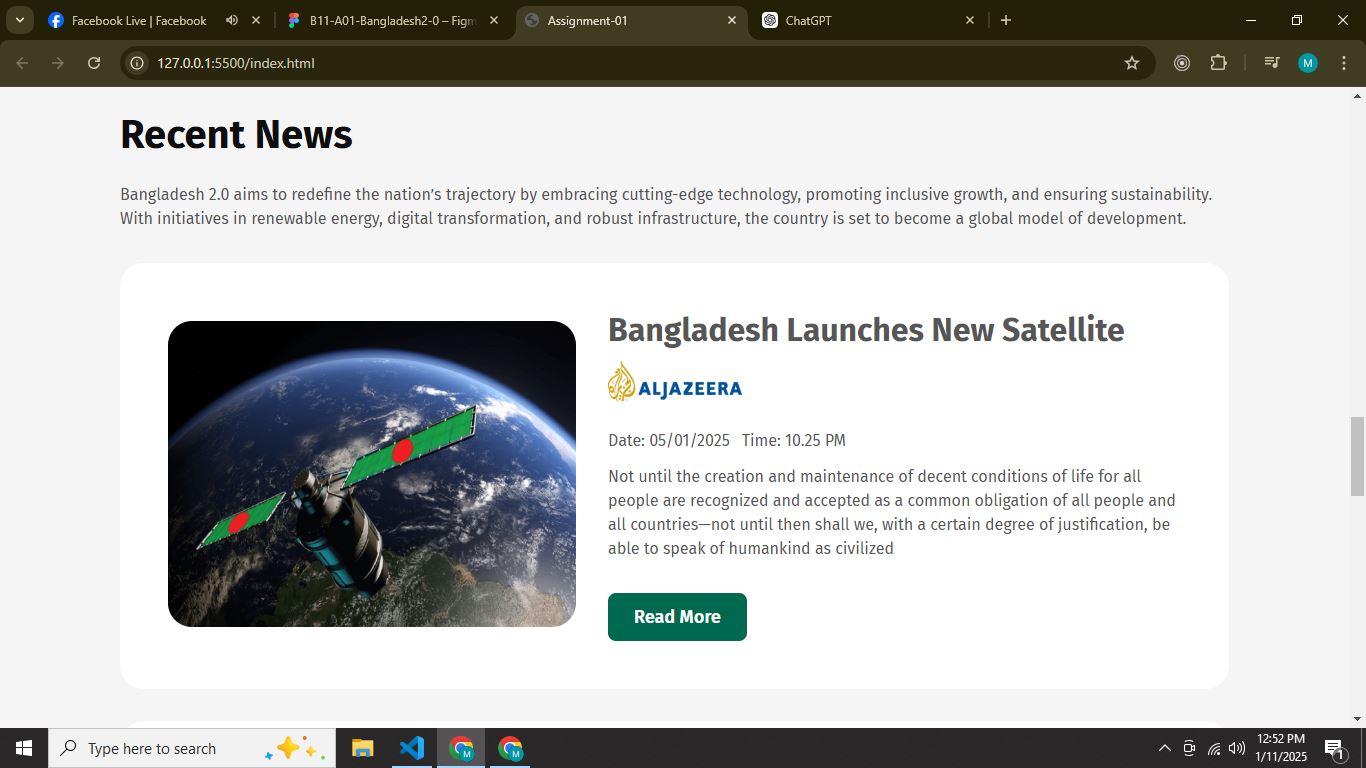 Facebook Live | Facebook
B11-A01-Bangladesh2-0 – Figm
Assignment-01
ChatGPT
127.0.0.1:5500/index.html
M
Recent News
Bangladesh 2.0 aims to redefine the nation’s trajectory by embracing cutting-edge technology, promoting inclusive growth, and ensuring sustainability.
With initiatives in renewable energy, digital transformation, and robust infrastructure, the country is set to become a global model of development.
Bangladesh Launches New Satellite
ALJAZEERA
Date: 05/01/2025 Time: 10.25 PM
Not until the creation and maintenance of decent conditions of life for all
people are recognized and accepted as a common obligation of all people and
all countries—not until then shall we, with a certain degree of justification, be
able to speak of humankind as civilized
Read More
Type here to search
M
M
12:52 PM
1/11/2025
1